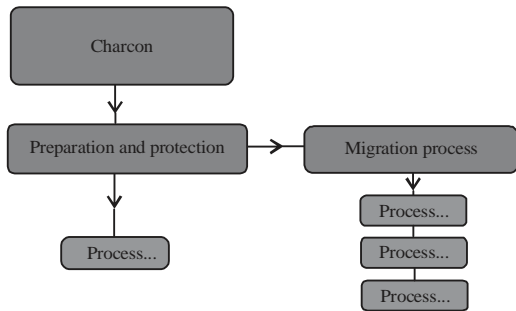 Charcon
Preparation and protection
Migration process
Process...
Process...
Process...
Process...